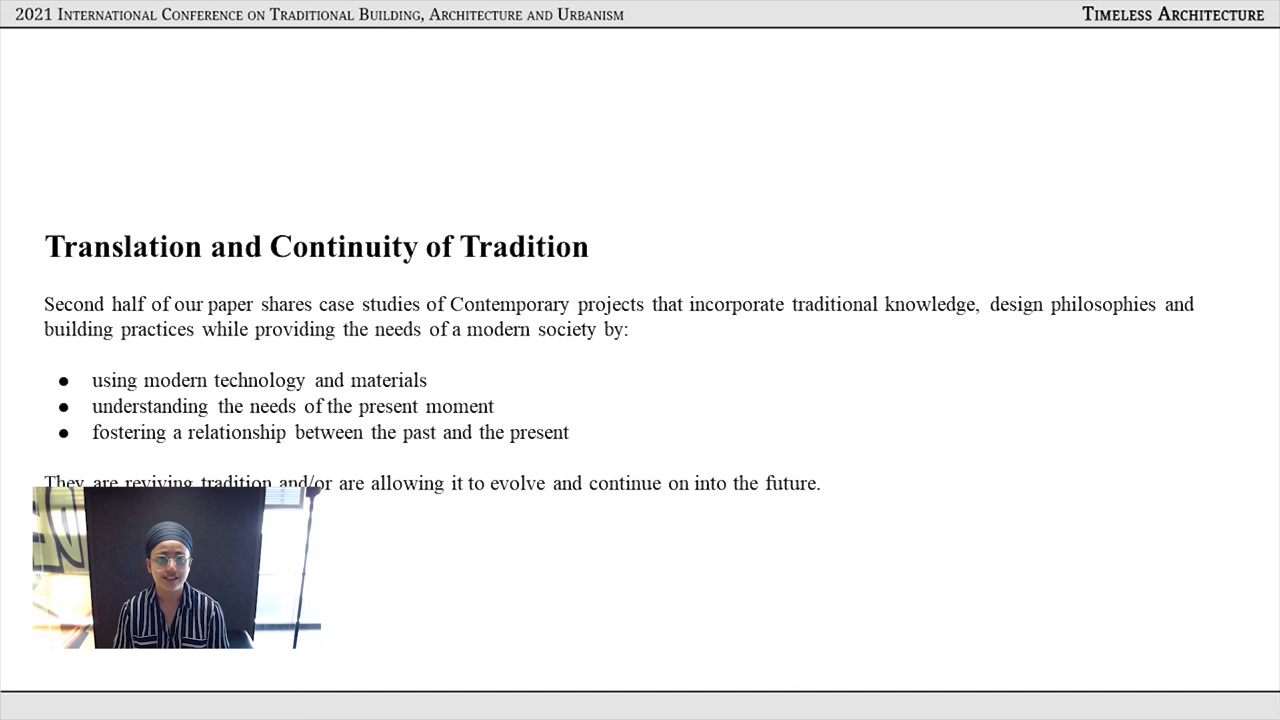 2021 International Conference on Traditional Building, Architecture and Urbanism
Timeless Architecture
Translation and Continuity of Tradition
Second half of our paper shares case studies of Contemporary projects that incorporate traditional knowledge, design philosophies and
building practices while providing the needs of a modern society by:
● using modern technology and materials
● understanding the needs of the present moment
● fostering a relationship between the past and the present
They are reviving tradition and/or are allowing it to evolve and continue on into the future.